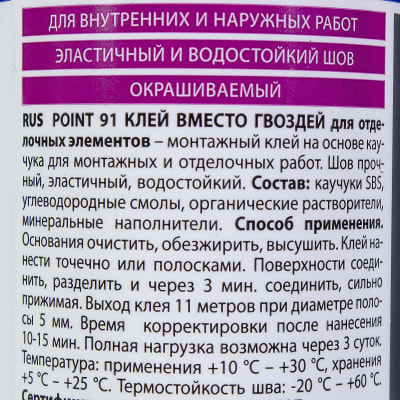 ДЛЯ ВНУТРЕННИХ И НАРУЖНЫХ РАБОТ
ЭЛАСТИЧНЫЙ И ВОДОСТОЙКИЙ ШОВ
ОКРАШИВАЕМЫЙ
RUS POINT 91 КЛЕЙ ВМЕСТО ГВОЗДЕЙ для отде-
лочных элементов – монтажный клей на основе кау-
чука для монтажных и отделочных работ. Шов проч-
ный, эластичный, водостойкий. Состав: каучуки SBS,
углеводородные смолы, органические растворители,
минеральные наполнители. Способ применения.
Основания очистить, обезжирить, высушить. Клей на-
нести точечно или полосками. Поверхности соеди-
нить, разделить и через 3 мин. соединить, сильно
прижимая. Выход клея 11 метров при диаметре поло-
сы 5 мм. Время корректировки после нанесения
10-15 мин. Полная нагрузка возможна через 3 суток.
Температура: применения +10 °C – +30 °C, хранения
+5 °C – +25 °C. Термостойкость шва: -20 °C – +60 °C.